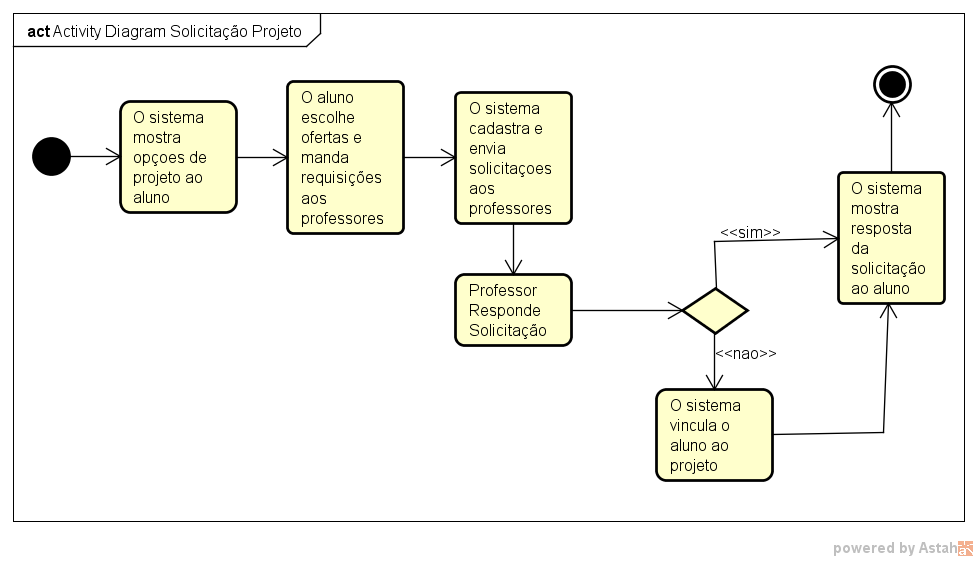 act Activity Diagram Solicitação Projeto
O sistema
mostra
opçoes de
projeto ao
aluno
O aluno
escolhe
ofertas e
manda
requisições
aos
professores
O sistema
cadastra e
envia
solicitaçoes
aos
professores
Professor
Responde
Solicitação
<<sim>>
<<nao>>
O sistema
vincula o
aluno ao
projeto
O sistema
mostra
resposta
da
solicitação
ao aluno
powered by Astah